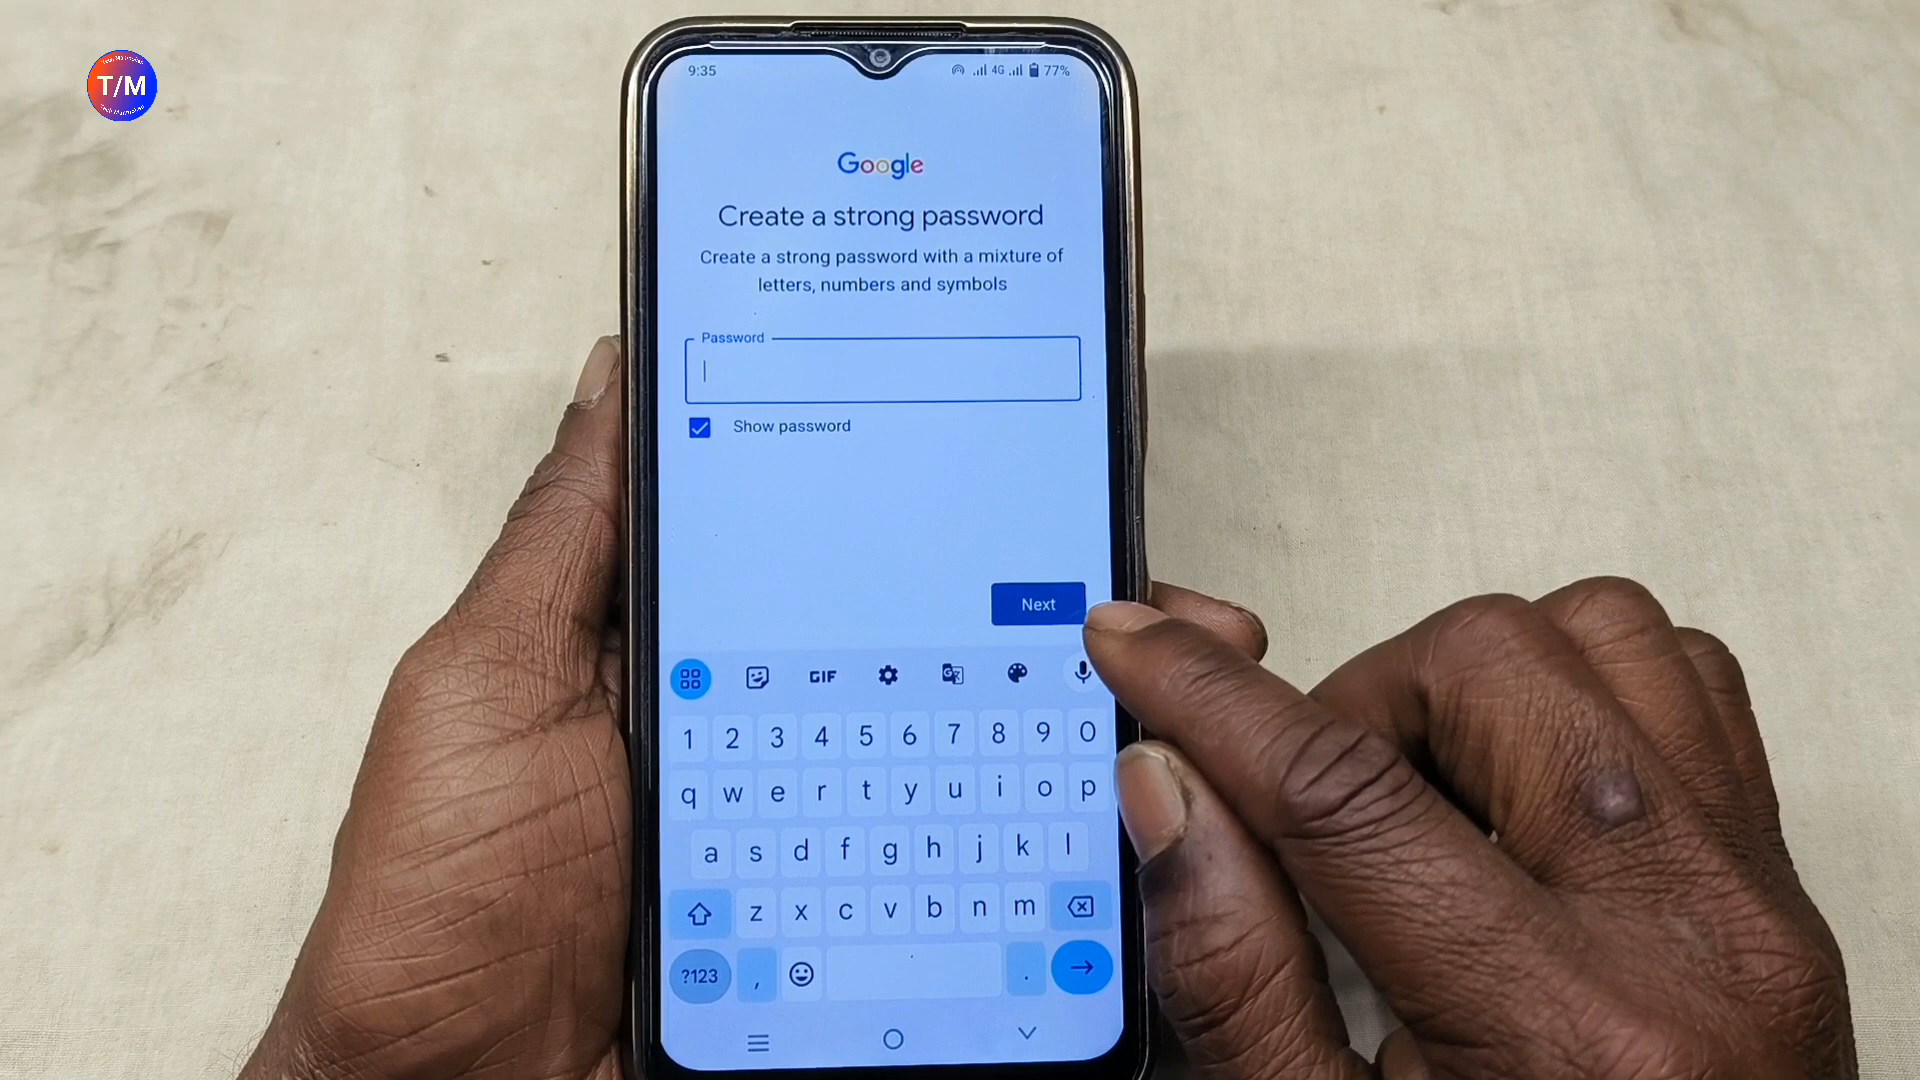 T/M
9:35
4G 77%
Google
Create a strong password
Create a strong password with a mixture of
letters, numbers and symbols
Password
Show password
Next
GIF
1 2 3 4 5 6 7 8 9 0
q w e r t y u i o p
a s d f g h j k l
z x c v b n m
?123 , .